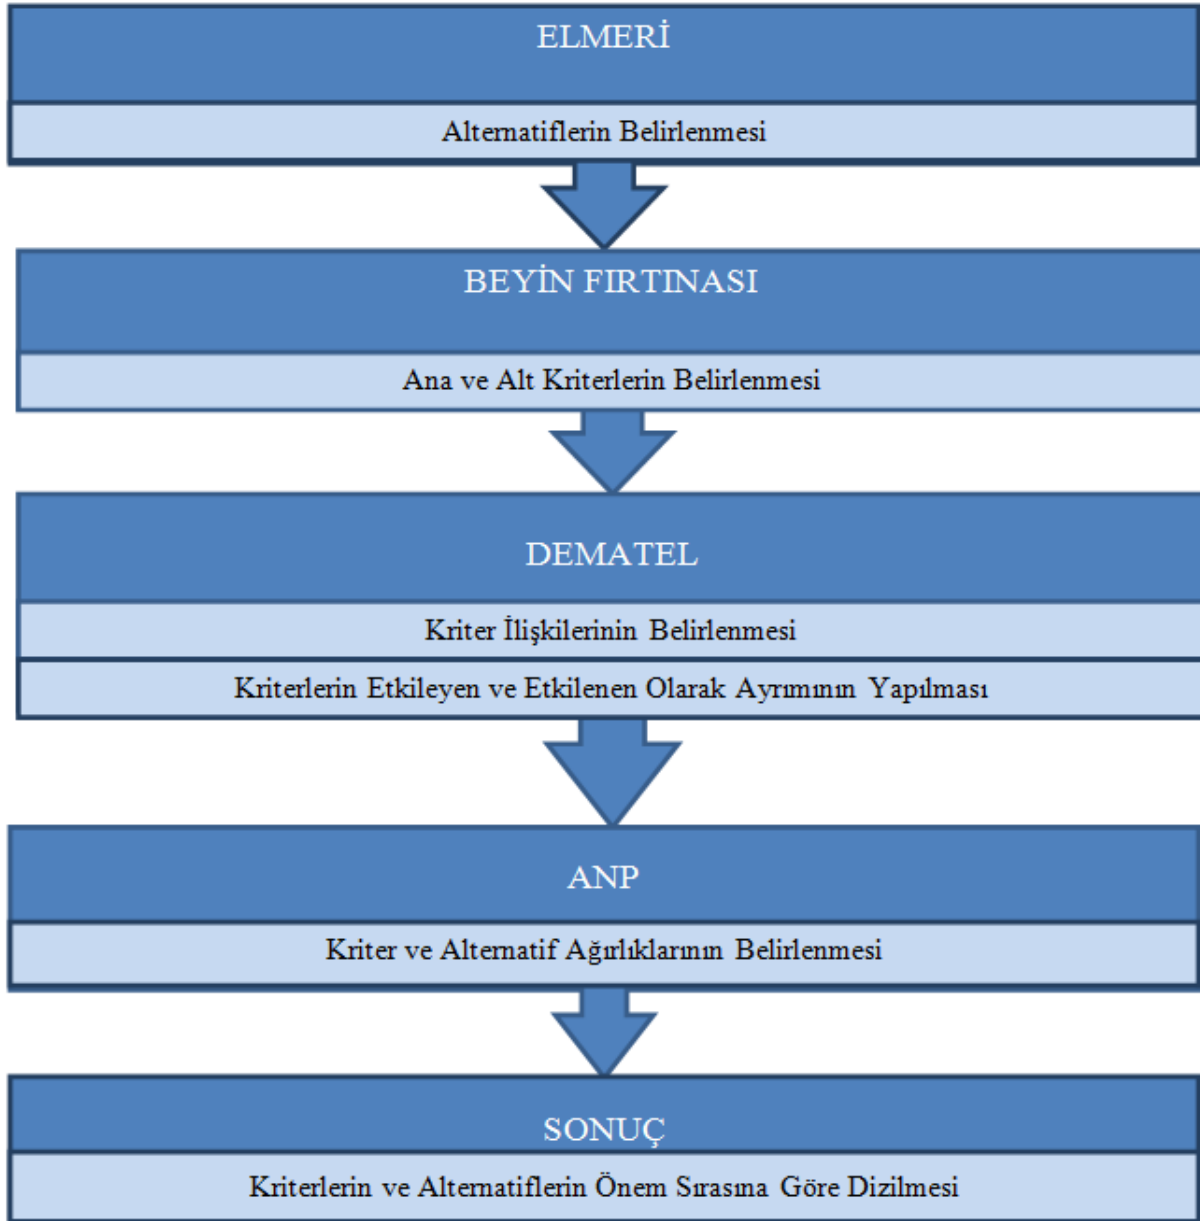 ELMERİ
Alternatiflerin Belirlenmesi
BEYİN FIRTINASI
Ana ve Alt Kriterlerin Belirlenmesi
DEMATEL
Kriter İlişkilerinin Belirlenmesi
Kriterlerin Etkileyen ve Etkilenen Olarak Ayrımının Yapılması
ANP
Kriter ve Alternatif Ağırlıklarının Belirlenmesi
SONUÇ
Kriterlerin ve Alternatiflerin Önem Sırasına Göre Dizilmesi